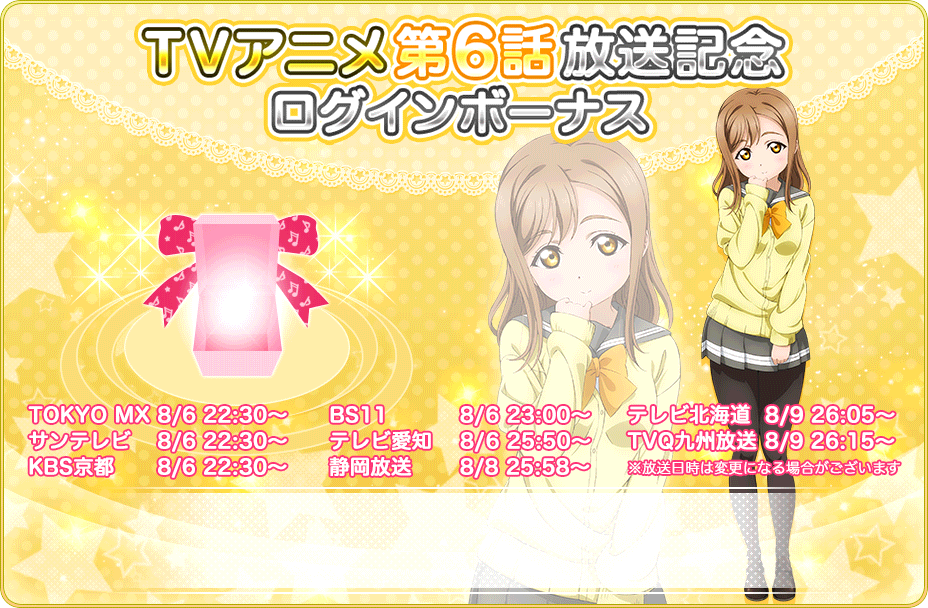 TVアニメ第6話放送記念
ログインボーナス
TOKYO MX 8/6 22:30～
サンテレビ 8/6 22:30～
KBS京都 8/6 22:30～
BS11 8/6 23:00～
テレビ愛知 8/6 25:50～
静岡放送 8/8 25:58～
テレビ北海道 8/9 26:05～
TVQ九州放送 8/9 26:15～
※放送日時は変更になる場合がございます